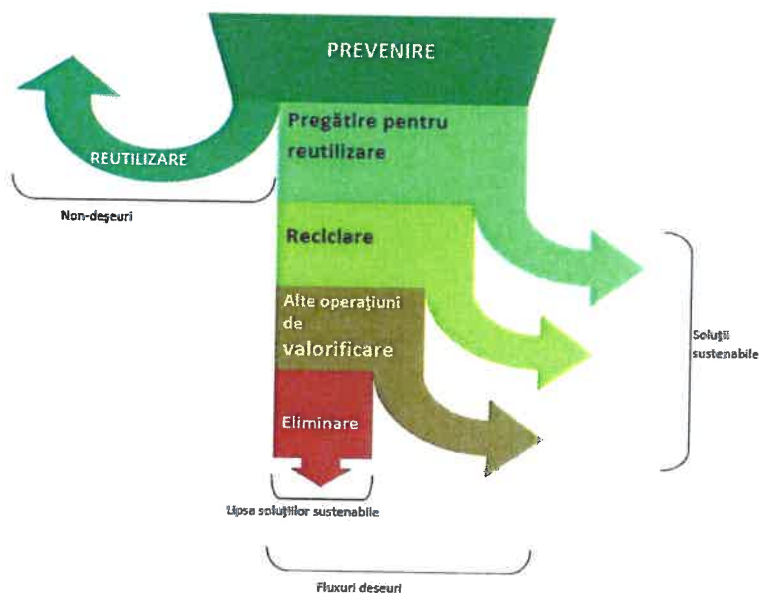 PREVENIRE
Pregătire pentru
reutilizare
REUTILIZARE
Non-deșeuri
Reciclare
Alte operațiuni
de
valorificare
Soluții
sustenabile
Eliminare
Lipsa soluțiilor sustenabile
Fluxuri deseuri